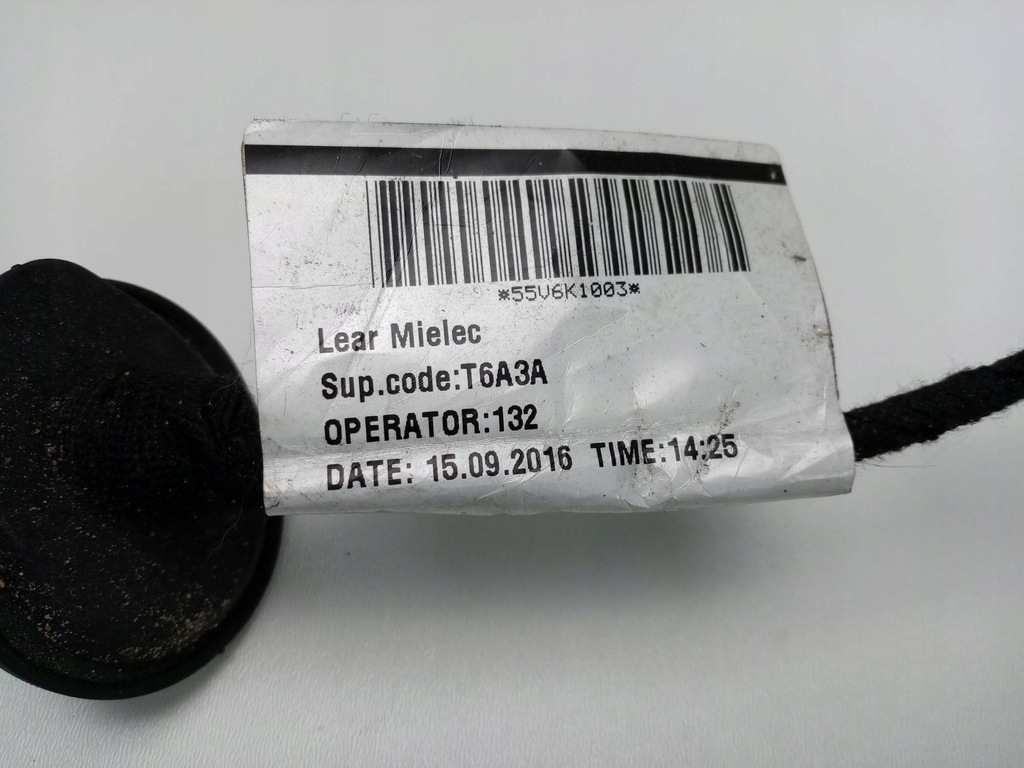 *55V6K1003*
Lear Mielec
Sup.code:T6A3A
OPERATOR:132
DATE: 15.09.2016 TIME:14:25